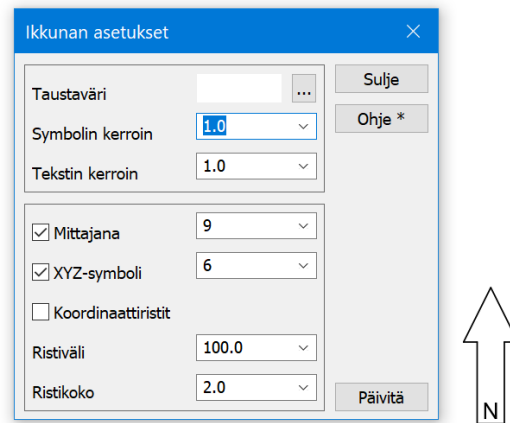 Ikkunan asetukset
Taustaväri ... Sulje
Symbolin kerroin 1.0 Ohje *
Tekstin kerroin 1.0
Mittajana 9
XYZ-symboli 6
Koordinaattiristit
Ristiväli 100.0
Ristikoko 2.0 Päivitä
N